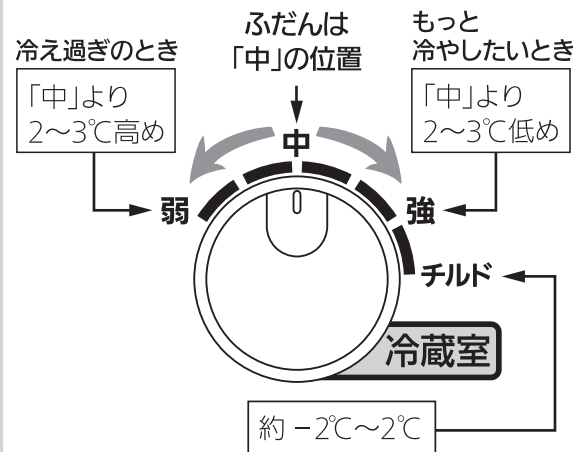 冷え過ぎのとき
「中」より
2～3℃高め
ふだんは
「中」の位置
もっと
冷やしたいとき
「中」より
2～3℃低め
中
弱
強
チルド
冷蔵室
約−2℃～2℃